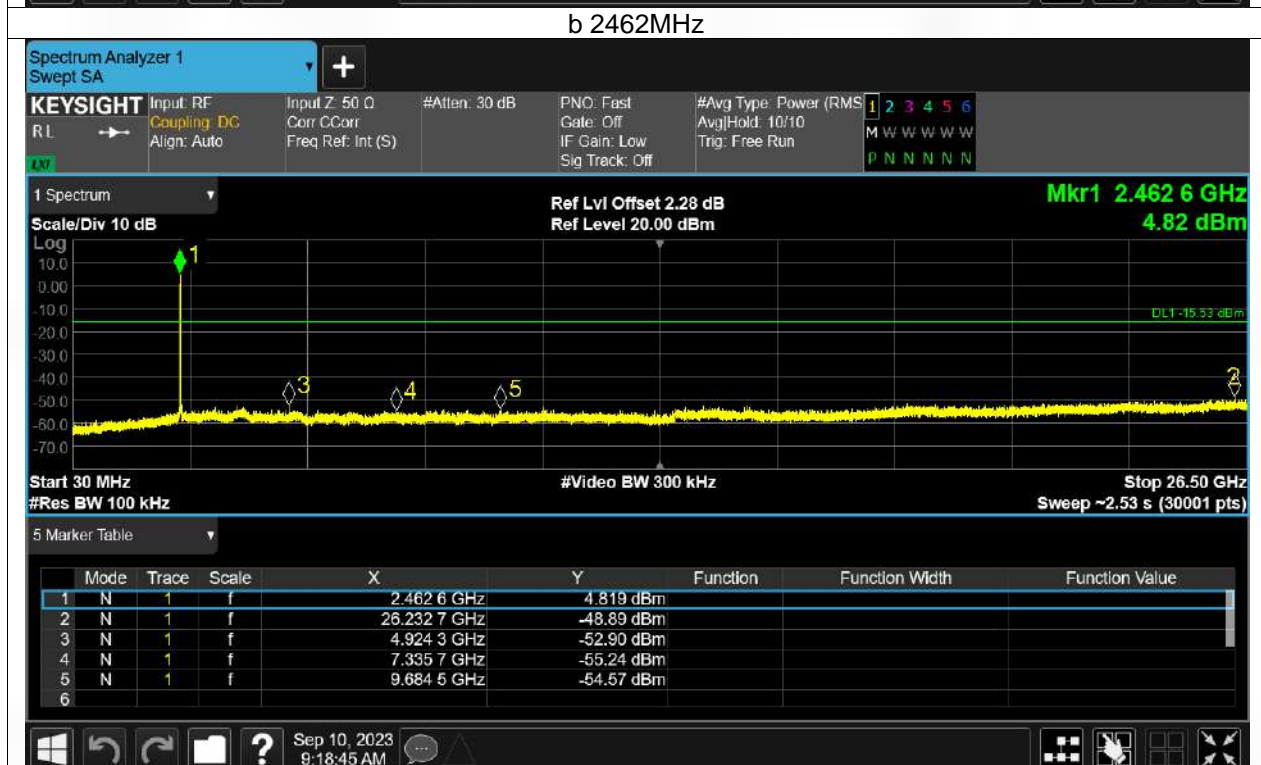 b 2462MHz
Spectrum Analyzer 1
Swept SA
+
KEYSIGHT Input: RF Input Z: 50 Ω #Atten: 30 dB PNO: Fast #Avg Type: Power (RMS 1 2 3 4 5 6
RL Coupling: DC Corr CCorr Gate: Off Avg|Hold: 10/10 M W W W W W
Align: Auto Freq Ref: Int (S) IF Gain: Low Trig: Free Run
LXI Sig Track: Off P N N N N N
1 Spectrum Ref Lvl Offset 2.28 dB Mkr1 2.462 6 GHz
Scale/Div 10 dB Ref Level 20.00 dBm 4.82 dBm
Log
1
10.0
0.00
-10.0
DL1 -15.53 dBm
-20.0
-30.0
-40.0
3 4 5 2
-50.0
-60.0
-70.0
Start 30 MHz #Video BW 300 kHz Stop 26.50 GHz
#Res BW 100 kHz Sweep ~2.53 s (30001 pts)
5 Marker Table
Mode Trace Scale X Y Function Function Width Function Value
1 N 1 f 2.462 6 GHz 4.819 dBm
2 N 1 f 26.232 7 GHz -48.89 dBm
3 N 1 f 4.924 3 GHz -52.90 dBm
4 N 1 f 7.335 7 GHz -55.24 dBm
5 N 1 f 9.684 5 GHz -54.57 dBm
6
? Sep 10, 2023
9:18:45 AM